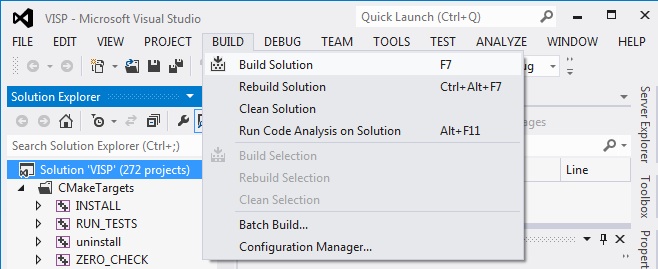 VISP - Microsoft Visual Studio
Quick Launch (Ctrl+Q)
FILE EDIT VIEW PROJECT BUILD DEBUG TEAM TOOLS TEST ANALYZE WINDOW HELP
Solution Explorer
Search Solution Explorer (Ctrl+;)
Solution 'VISP' (272 projects)
CMakeTargets
INSTALL
RUN_TESTS
uninstall
ZERO_CHECK
Build Solution F7
Rebuild Solution Ctrl+Alt+F7
Clean Solution
Run Code Analysis on Solution Alt+F11
Build Selection
Rebuild Selection
Clean Selection
Batch Build...
Configuration Manager...
Line
Server Explorer
Toolbox